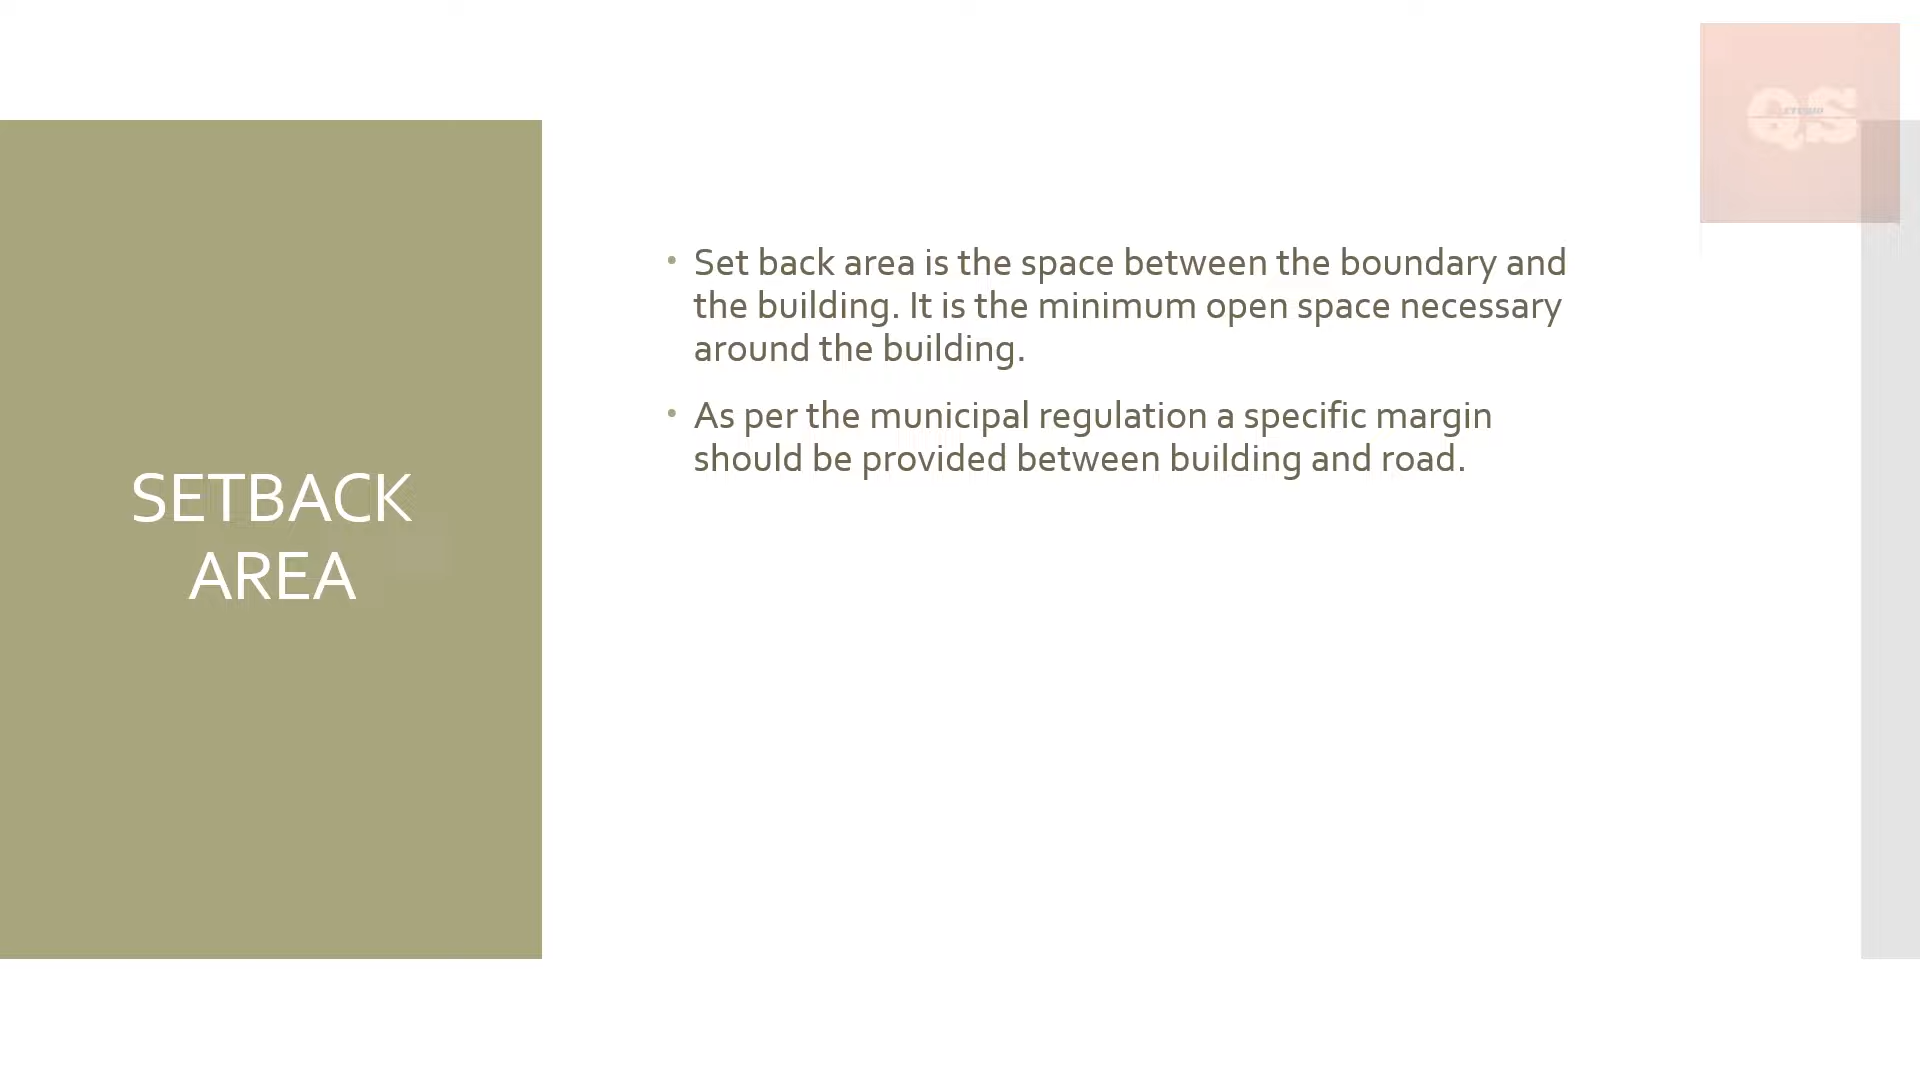 SETBACK
AREA
• Set back area is the space between the boundary and
the building. It is the minimum open space necessary
around the building.
• As per the municipal regulation a specific margin
should be provided between building and road.
QS